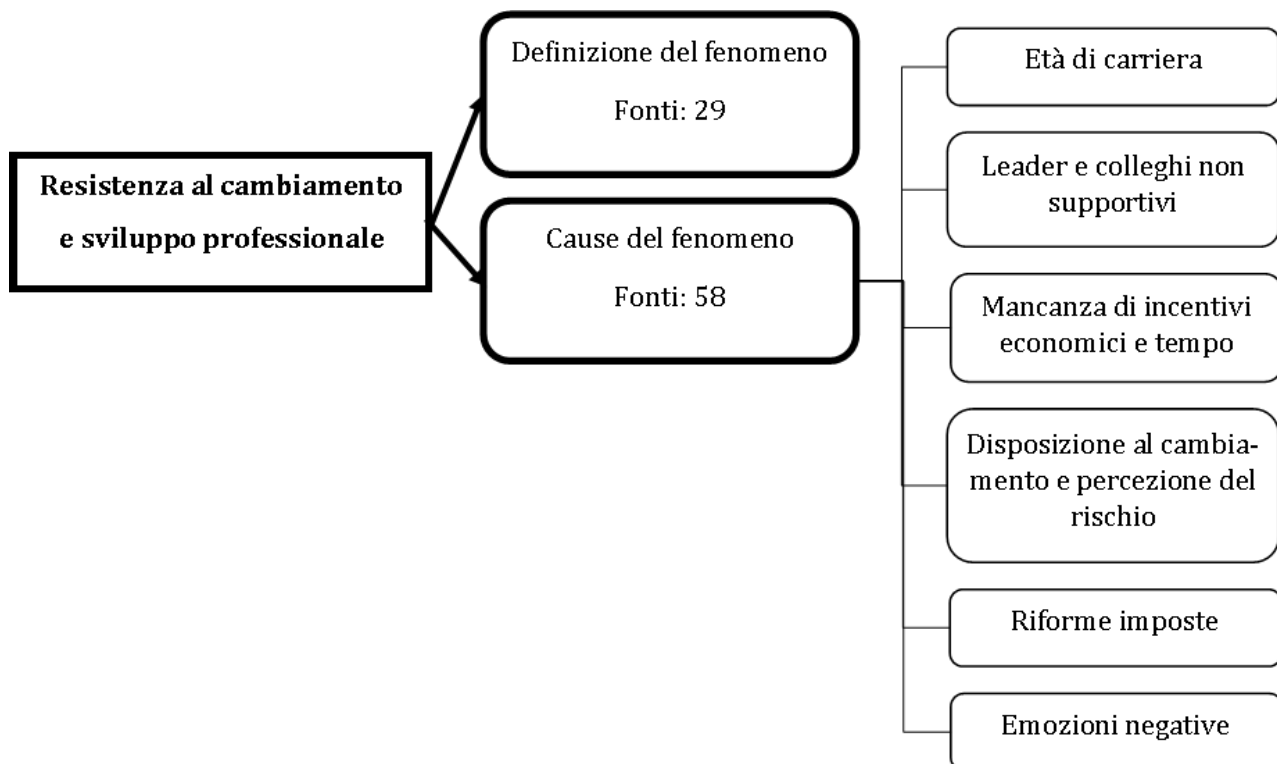 Resistenza al cambiamento
e sviluppo professionale
Definizione del fenomeno
Fonti: 29
Cause del fenomeno
Fonti: 58
Età di carriera
Leader e colleghi non
supportivi
Mancanza di incentivi
economici e tempo
Disposizione al cambia-
mento e percezione del
rischio
Riforme imposte
Emozioni negative